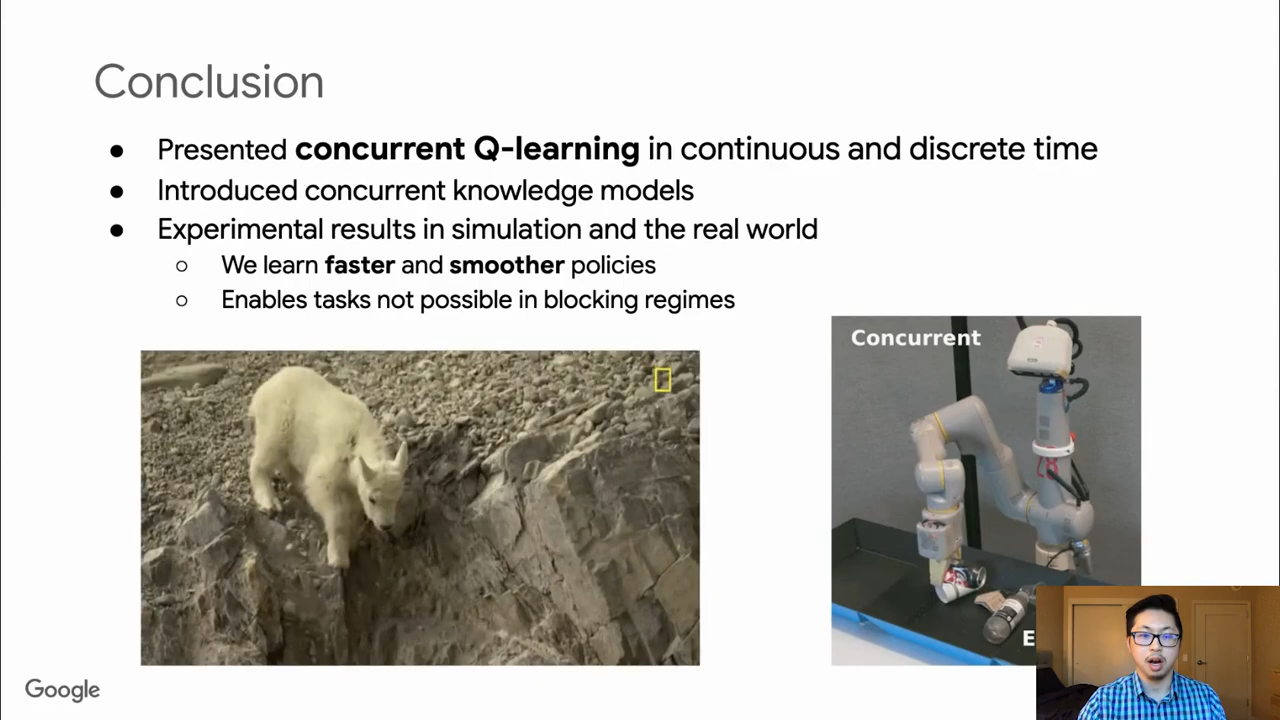 Conclusion
● Presented concurrent Q-learning in continuous and discrete time
● Introduced concurrent knowledge models
● Experimental results in simulation and the real world
○ We learn faster and smoother policies
○ Enables tasks not possible in blocking regimes
Concurrent
E
Google